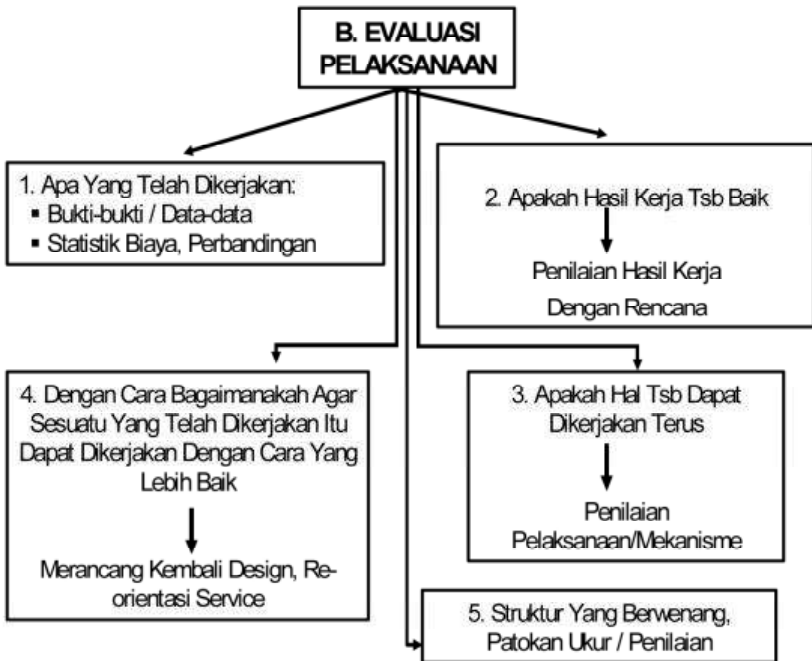 B. EVALUASI
PELAKSANAAN
1. Apa Yang Telah Dikerjakan:
▪ Bukti-bukti / Data-data
▪ Statistik Biaya, Perbandingan
2. Apakah Hasil Kerja Tsb Baik
Penilaian Hasil Kerja
Dengan Rencana
4. Dengan Cara Bagaimanakah Agar
Sesuatu Yang Telah Dikerjakan Itu
Dapat Dikerjakan Dengan Cara Yang
Lebih Baik
Merancang Kembali Design, Re-
orientasi Service
3. Apakah Hal Tsb Dapat
Dikerjakan Terus
Penilaian
Pelaksanaan/Mekanisme
5. Struktur Yang Berwenang,
Patokan Ukur / Penilaian